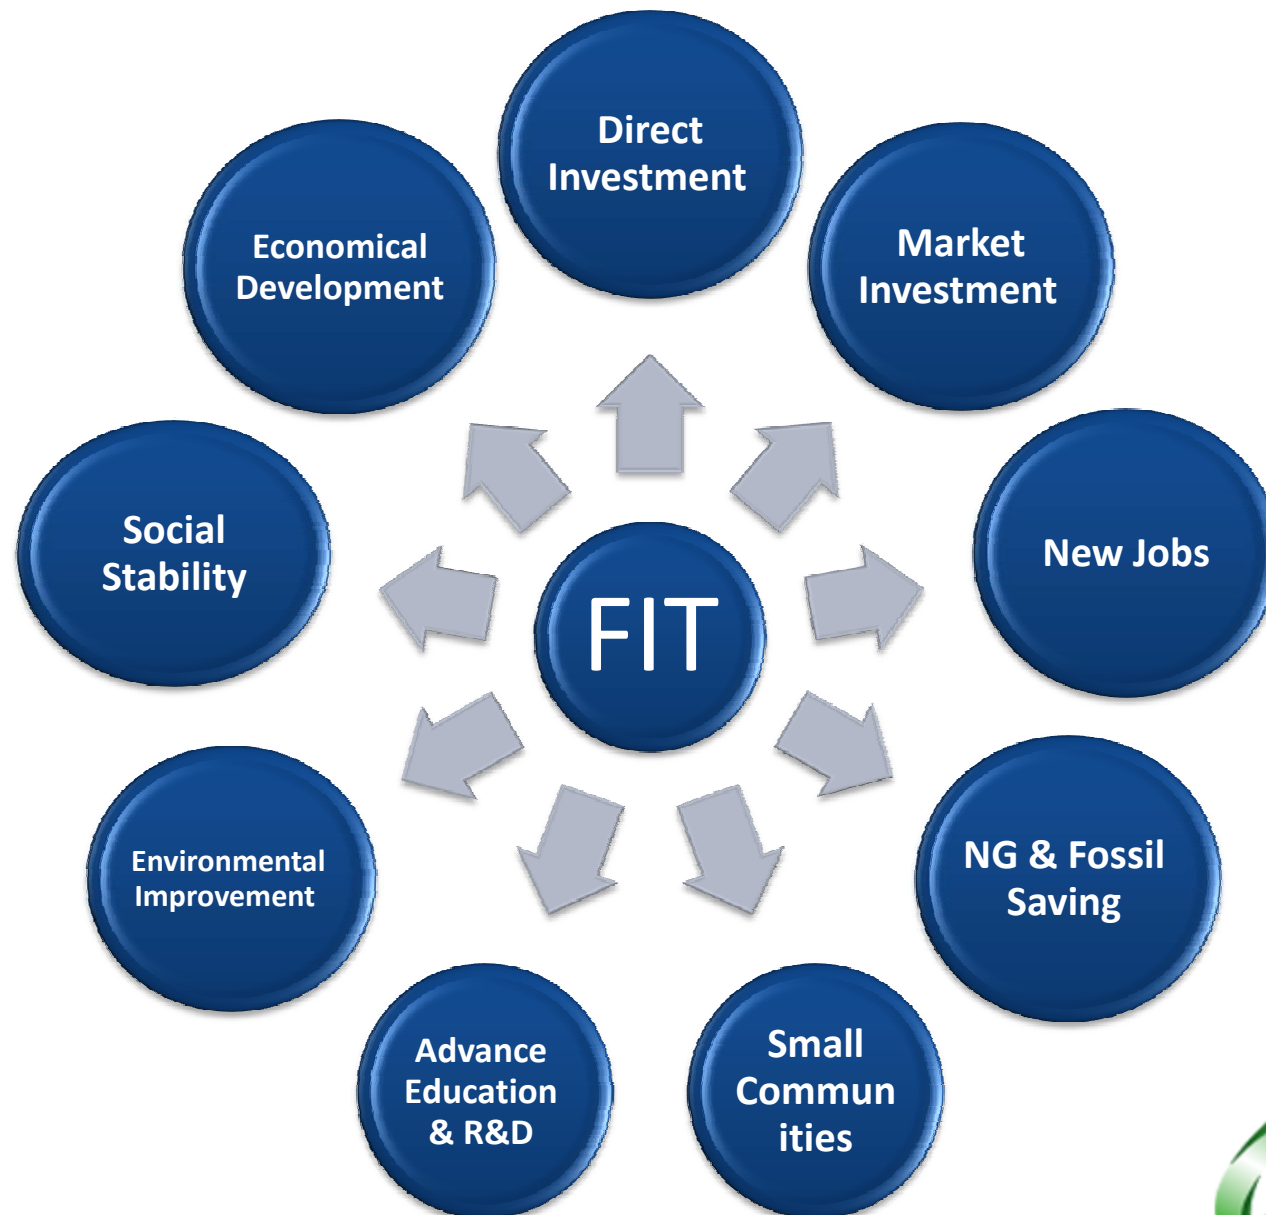 Direct
Investment
Market
Investment
New Jobs
NG & Fossil
Saving
Small
Commun
ities
Advance
Education
& R&D
Environmental
Improvement
Social
Stability
Economical
Development
FIT